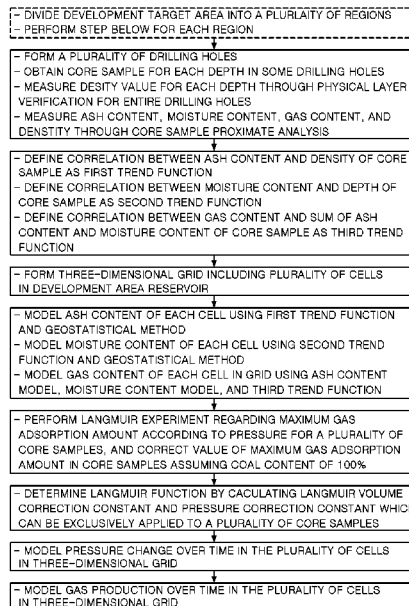 - DIVIDE DEVELOPMENT TARGET AREA INTO A PLURLAITY OF REGIONS
- PERFORM STEP BELOW FOR EACH REGION
- FORM A PLURALITY OF DRILLING HOLES
- OBTAIN CORE SAMPLE FOR EACH DEPTH IN SOME DRILLING HOLES
- MEASURE DESITY VALUE FOR EACH DEPTH THROUGH PHYSICAL LAYER
VERIFICATION FOR ENTIRE DRILLING HOLES
- MEASURE ASH CONTENT, MOISTURE CONTENT, GAS CONTENT, AND
DENSTITY THROUGH CORE SAMPLE PROXIMATE ANALYSIS
- DEFINE CORRELATION BETWEEN ASH CONTENT AND DENSITY OF CORE
SAMPLE AS FIRST TREND FUNCTION
- DEFINE CORRELATION BETWEEN MOISTURE CONTENT AND DEPTH OF
CORE SAMPLE AS SECOND TREND FUNCTION
- DEFINE CORRELATION BETWEEN GAS CONTENT AND SUM OF ASH
CONTENT AND MOISTURE CONTENT OF CORE SAMPLE AS THIRD TREND
FUNCTION
- FORM THREE-DIMENSIONAL GRID INCLUDING PLURALITY OF CELLS
IN DEVELOPMENT AREA RESERVOIR
- MODEL ASH CONTENT OF EACH CELL USING FIRST TREND FUNCTION
AND GEOSTATISTICAL METHOD
- MODEL MOISTURE CONTENT OF EACH CELL USING SECOND TREND
FUNCTION AND GEOSTATISTICAL METHOD
- MODEL GAS CONTENT OF EACH CELL IN GRID USING ASH CONTENT
MODEL, MOISTURE CONTENT MODEL, AND THIRD TREND FUNCTION
- PERFORM LANGMUIR EXPERIMENT REGARDING MAXIMUM GAS
ADSORPTION AMOUNT ACCORDING TO PRESSURE FOR A PLURALITY OF
CORE SAMPLES, AND CORRECT VALUE OF MAXIMUM GAS ADSORPTION
AMOUNT IN CORE SAMPLES ASSUMING COAL CONTENT OF 100%
- DETERMINE LANGMUIR FUNCTION BY CACULATING LANGMUIR VOLUME
CORRECTION CONSTANT AND PRESSURE CORRECTION CONSTANT WHIC
CAN BE EXCLUSIVELY APPLIED TO A PLURALITY OF CORE SAMPLES
- MODEL PRESSURE CHANGE OVER TIME IN THE PLURALITY OF CELLS
IN THREE-DIMENSIONAL GRID
- MODEL GAS PRODUCTION OVER TIME IN THE PLURALITY OF CELLS
IN THREE-DIMENSIONAL GRID